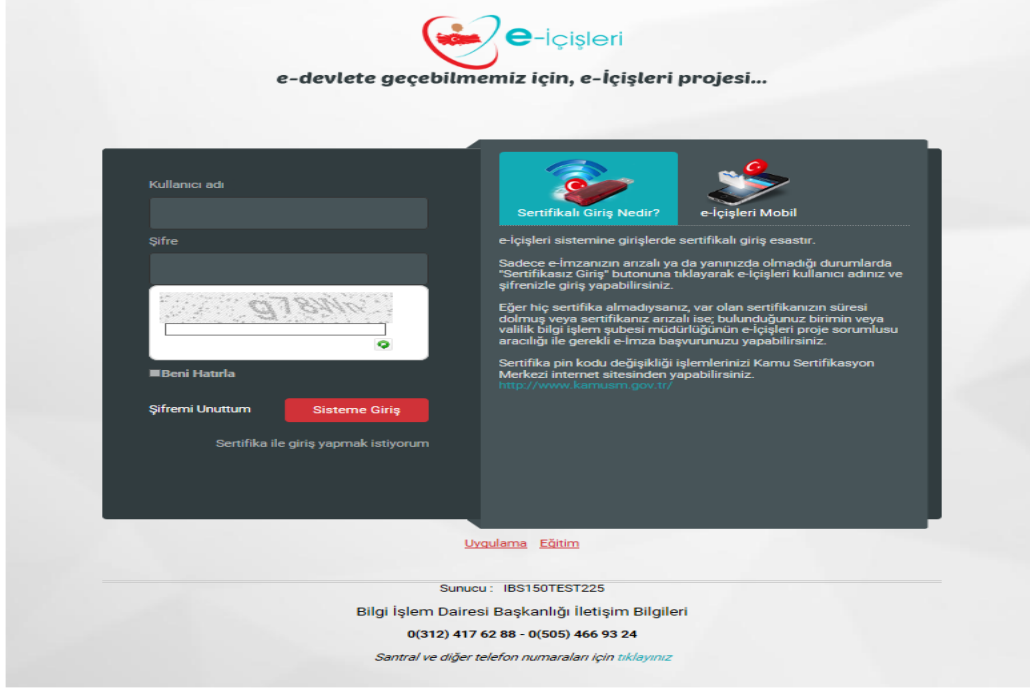 e-İçişleri
e-devlete geçebilmemiz için, e-İçişleri projesi...
Kullanıcı adı
Şifre
g78Wn
Beni Hatırla
Şifremi Unuttum
Sisteme Giriş
Sertifika ile giriş yapmak istiyorum
Sertifikalı Giriş Nedir?
e-İçişleri Mobil
e-İçişleri sistemine girişlerde sertifikalı giriş esastır.
Sadece e-İmzanızın arızalı ya da yanınızda olmadığı durumlarda
"Sertifikasız Giriş" butonuna tıklayarak e-İçişleri kullanıcı adınız ve
şifrenizle giriş yapabilirsiniz.
Eğer hiç sertifika almadıysanız, var olan sertifikanızın süresi
dolmuş veya sertifikanız arızalı ise; bulunduğunuz birimin veya
valilik bilgi işlem şubesi müdürlüğünün e-İçişleri proje sorumlusu
aracılığı ile gerekli e-İmza başvurunuzu yapabilirsiniz.
Sertifika pin kodu değişikliği işlemlerinizi Kamu Sertifikasyon
Merkezi internet sitesinden yapabilirsiniz.
http://www.kamusm.gov.tr/
Uygulama Eğitim
Sunucu : IBS150TEST225
Bilgi İşlem Dairesi Başkanlığı İletişim Bilgileri
0(312) 417 62 88 - 0(505) 466 93 24
Santral ve diğer telefon numaraları için tıklayınız